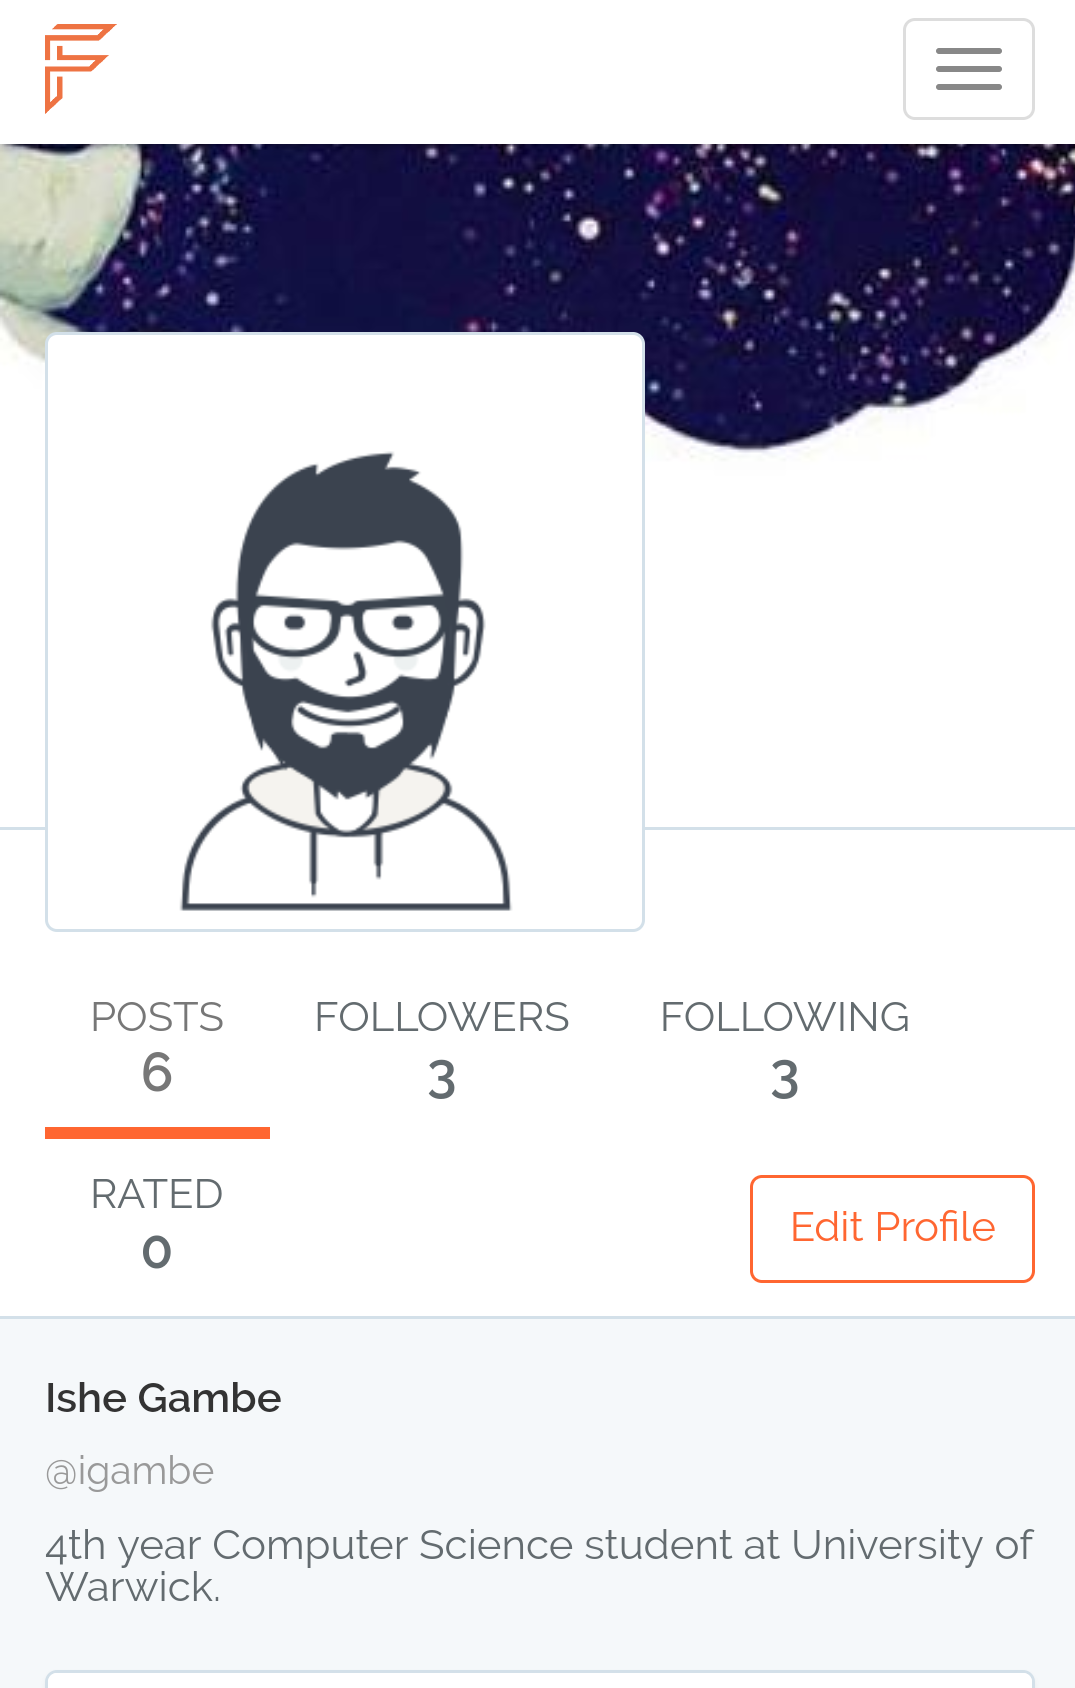 POSTS FOLLOWERS FOLLOWING
6 3 3
RATED
0
Edit Profile
Ishe Gambe
@igambe
4th year Computer Science student at University of
Warwick.